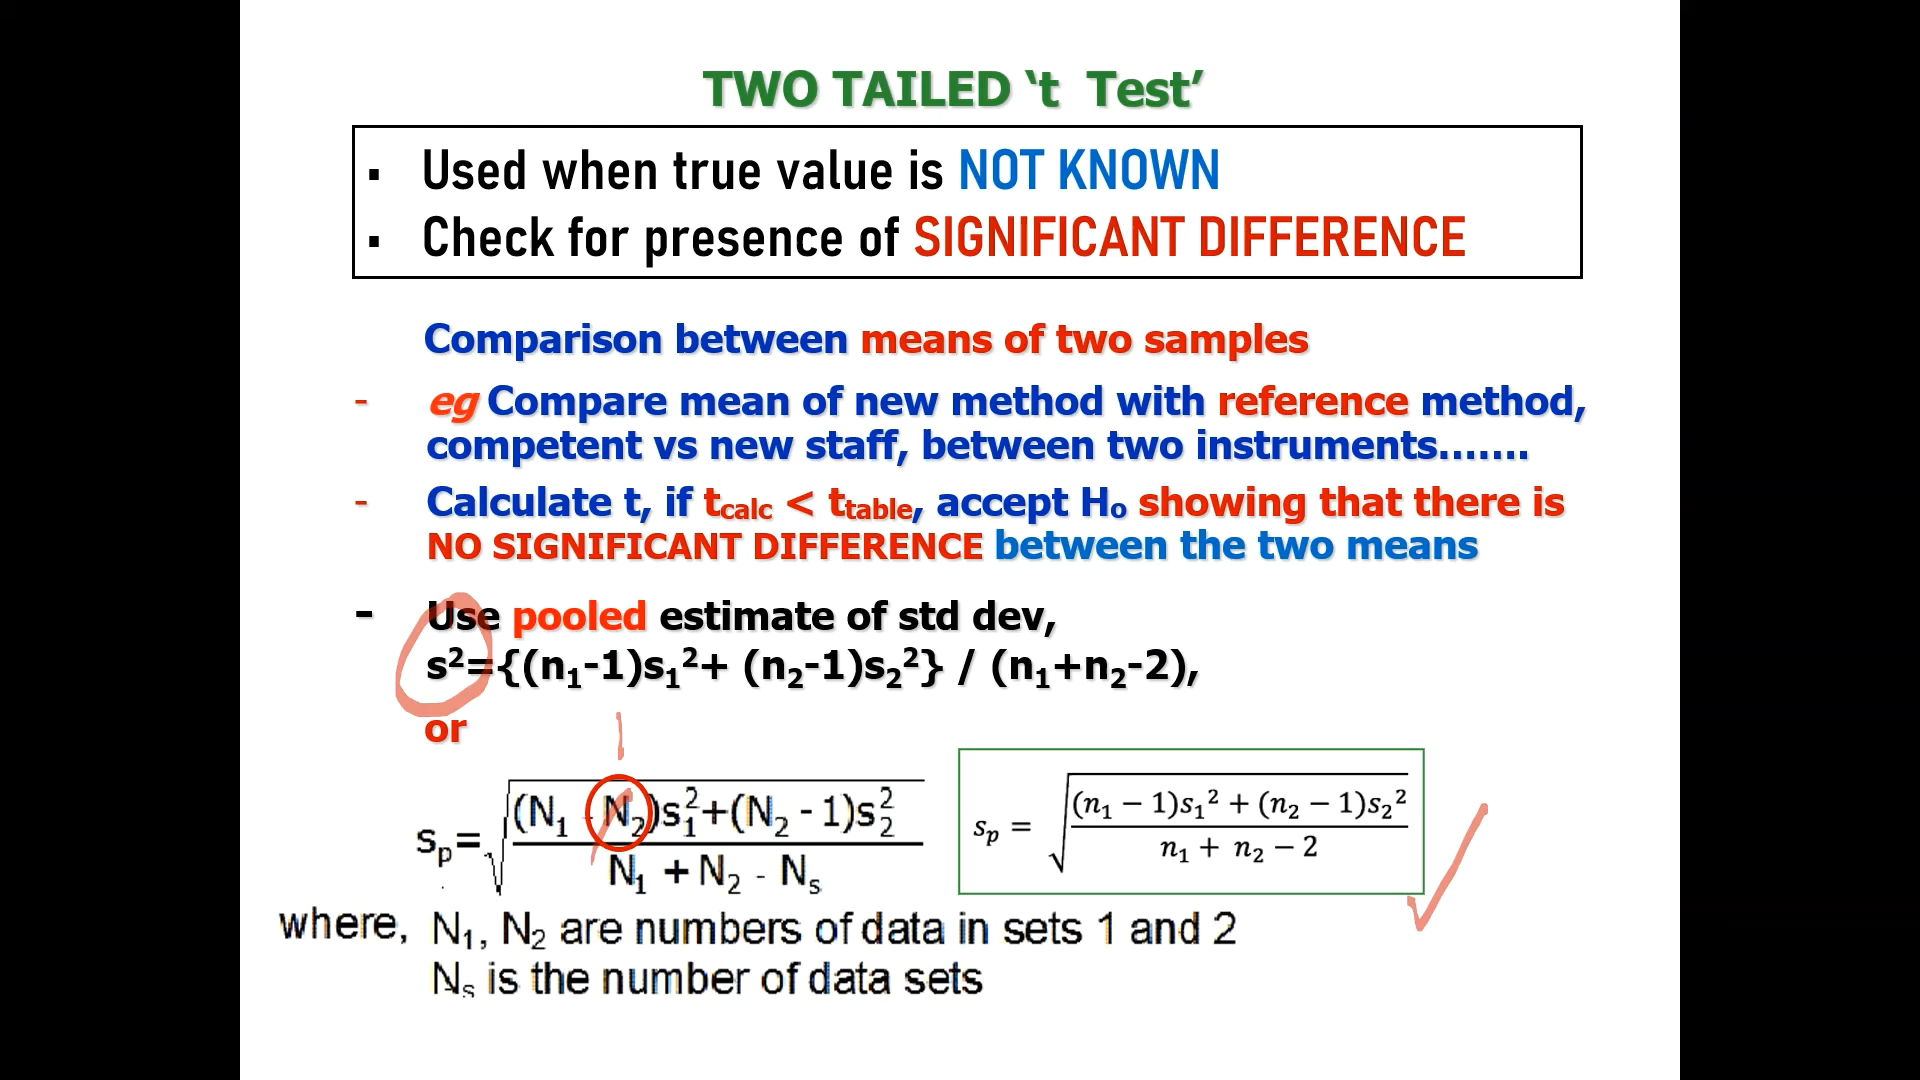 TWO TAILED ‘t Test’
▪ Used when true value is NOT KNOWN
▪ Check for presence of SIGNIFICANT DIFFERENCE
Comparison between means of two samples
- eg Compare mean of new method with reference method,
competent vs new staff, between two instruments.......
- Calculate t, if tcalc < ttable, accept Ho showing that there is
NO SIGNIFICANT DIFFERENCE between the two means
- Use pooled estimate of std dev,
s²={(n₁-1)s₁²+ (n₂-1)s₂²} / (n₁+n₂-2),
or
1
sp=√((N₁ - N₂)s₁²+(N₂ - 1)s₂² / N₁ + N₂ - Ns)
sp = √((n₁ − 1)s₁² + (n₂ − 1)s₂² / n₁ + n₂ − 2)
where, N₁, N₂ are numbers of data in sets 1 and 2
Ns is the number of data sets